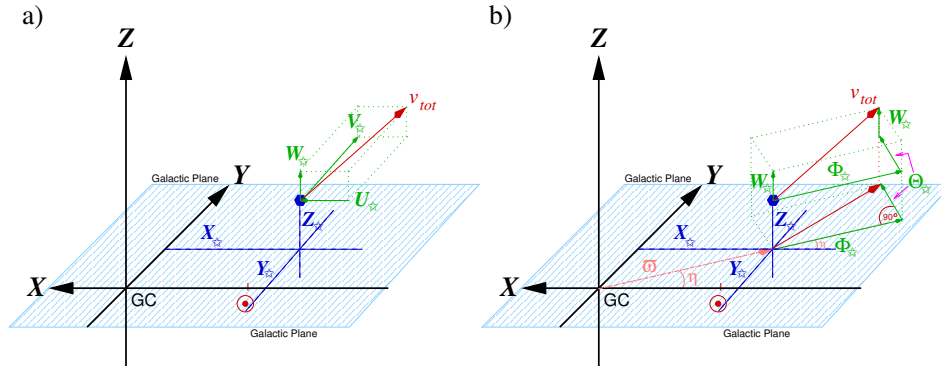 a)
Z
v_tot
V☆
W☆
Galactic Plane
Y
U☆
Z☆
X☆
Y☆
X
GC
Galactic Plane
b)
Z
v_tot
W☆
Φ☆
Galactic Plane
Y
W☆
Θ☆
Z☆
90°
X☆
η
Φ☆
ϖ
Y☆
η
X
GC
Galactic Plane